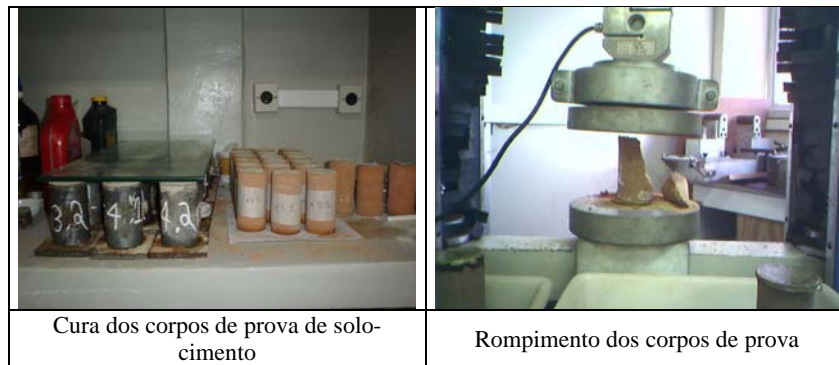 3.2 4.1 4.2
Cura dos corpos de prova de solo-
cimento
Rompimento dos corpos de prova